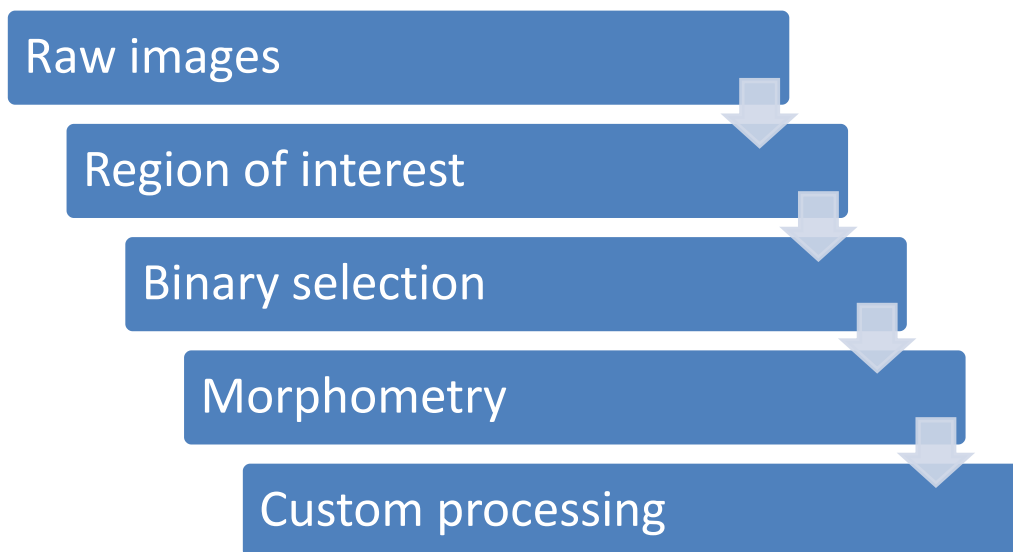 Raw images
Region of interest
Binary selection
Morphometry
Custom processing